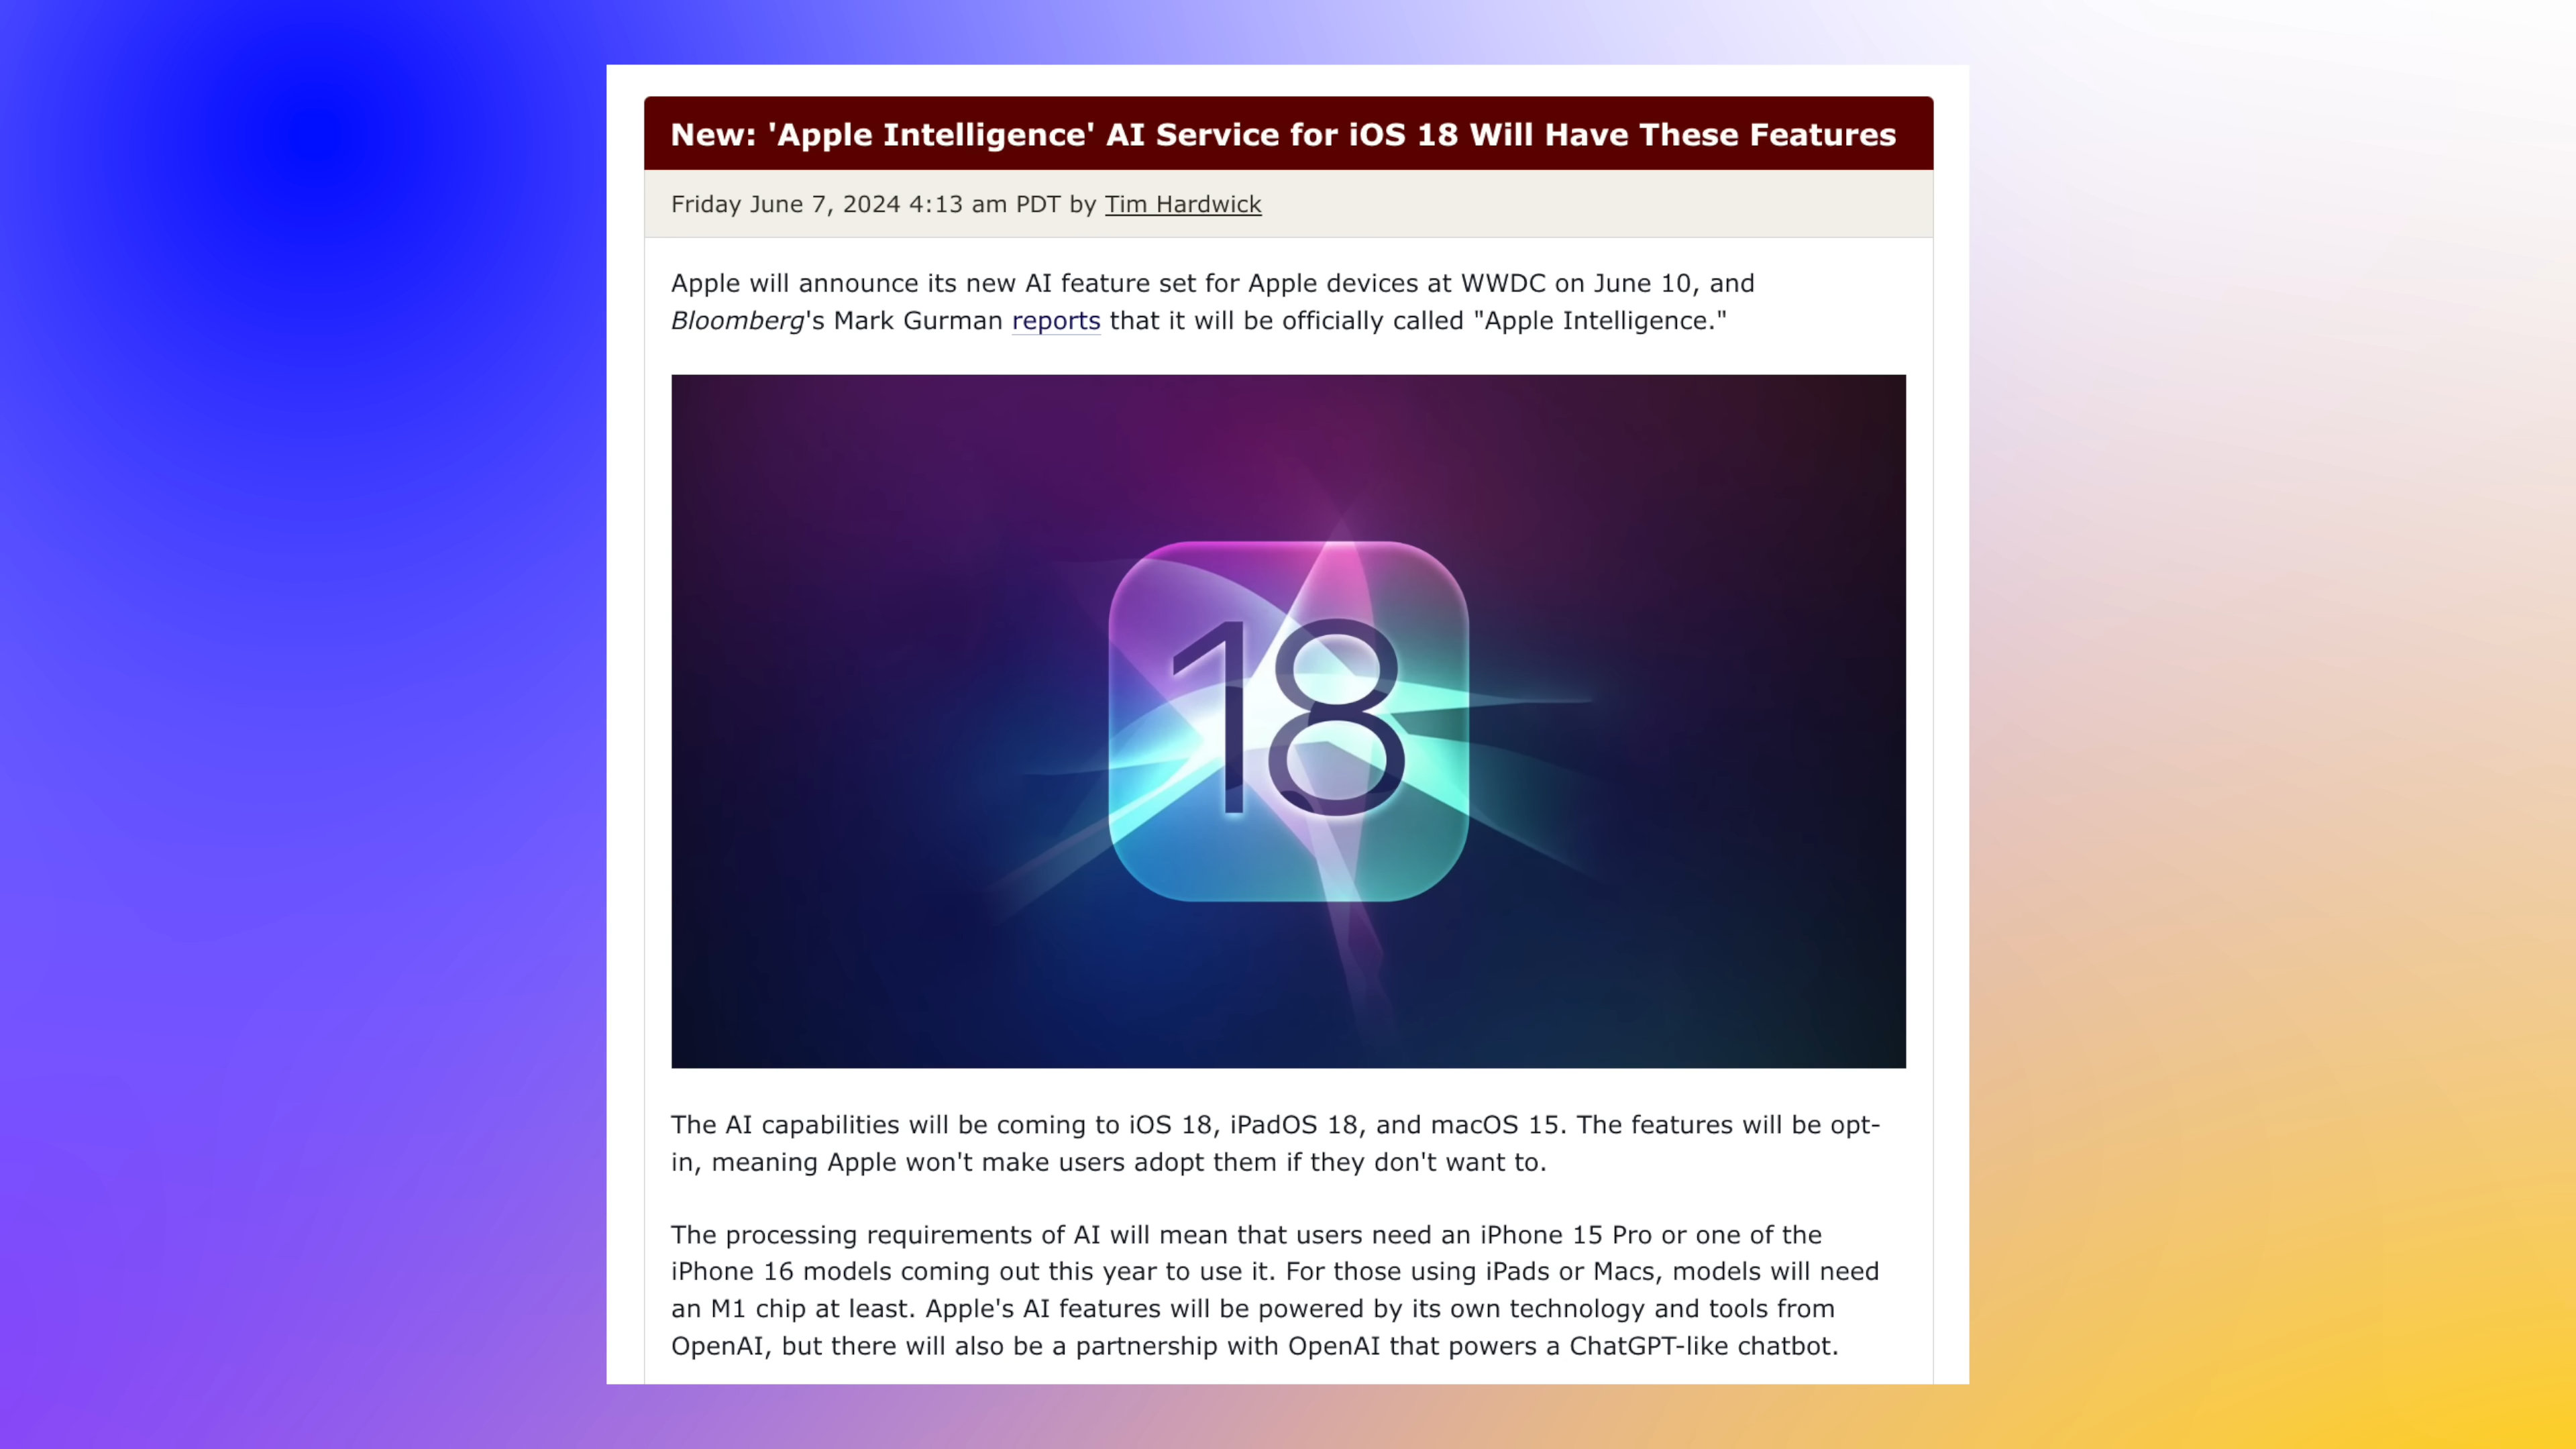 New: 'Apple Intelligence' AI Service for iOS 18 Will Have These Features
Friday June 7, 2024 4:13 am PDT by Tim Hardwick
Apple will announce its new AI feature set for Apple devices at WWDC on June 10, and
Bloomberg's Mark Gurman reports that it will be officially called "Apple Intelligence."
18
The AI capabilities will be coming to iOS 18, iPadOS 18, and macOS 15. The features will be opt-
in, meaning Apple won't make users adopt them if they don't want to.
The processing requirements of AI will mean that users need an iPhone 15 Pro or one of the
iPhone 16 models coming out this year to use it. For those using iPads or Macs, models will need
an M1 chip at least. Apple's AI features will be powered by its own technology and tools from
OpenAI, but there will also be a partnership with OpenAI that powers a ChatGPT-like chatbot.